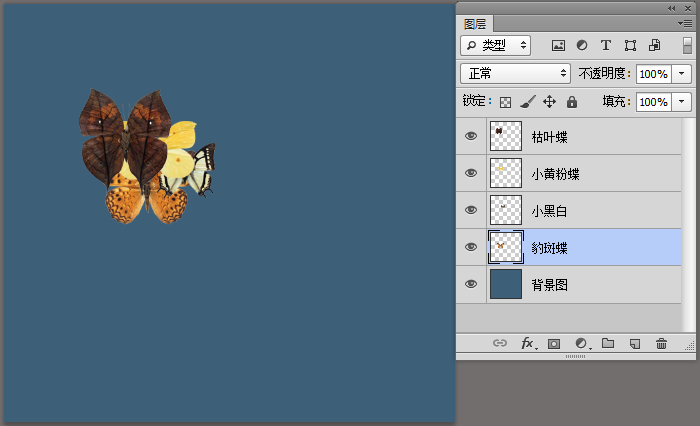 图层
类型
T
正常 不透明度: 100%
锁定: 填充: 100%
枯叶蝶
小黄粉蝶
小黑白
豹斑蝶
背景图
fx